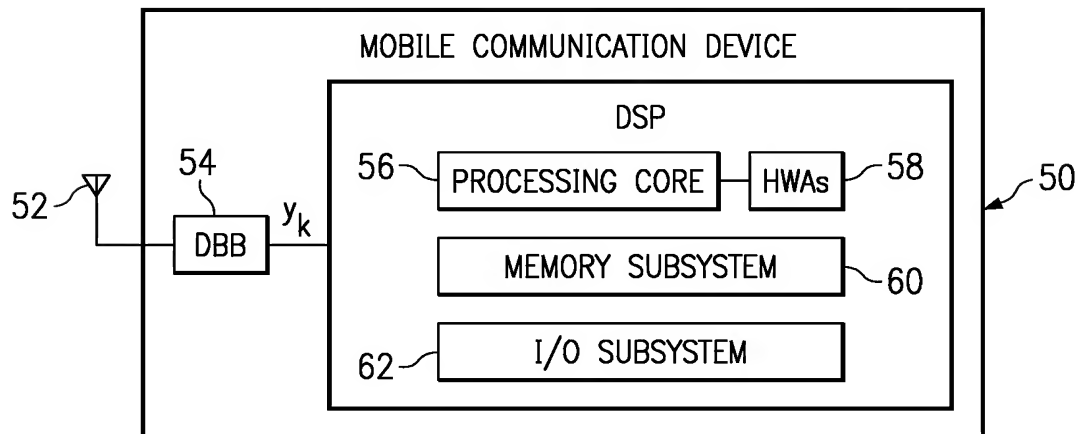 MOBILE COMMUNICATION DEVICE
DSP
56
PROCESSING CORE
HWAs
58
50
52
54
DBB
yk
MEMORY SUBSYSTEM
60
62
I/O SUBSYSTEM